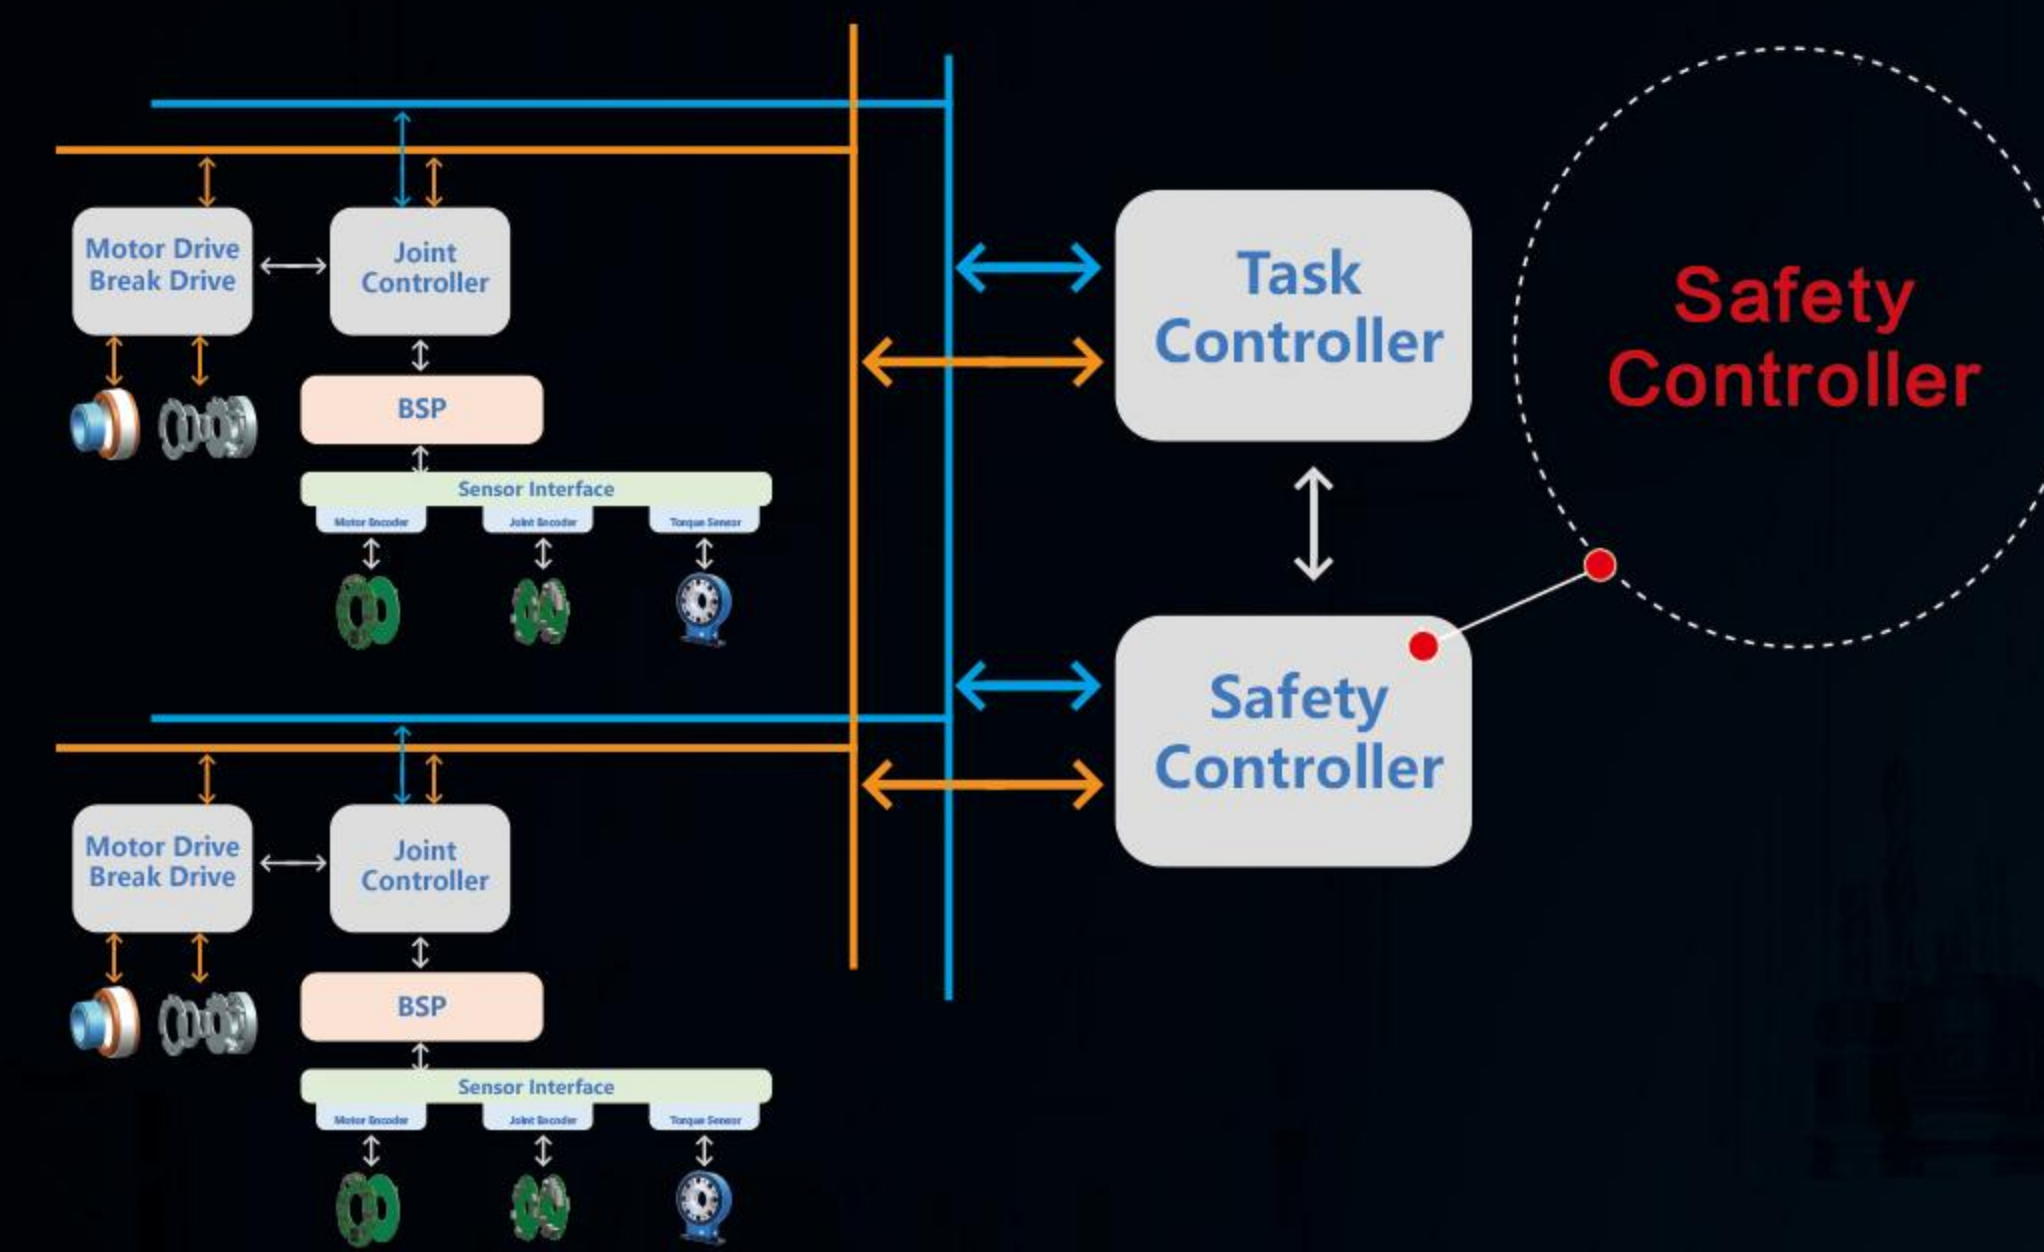 Motor Drive
Break Drive
Joint
Controller
BSP
Sensor Interface
Motor Encoder
Joint Encoder
Torque Sensor
Task
Controller
Safety
Controller
Safety
Controller
Motor Drive
Break Drive
Joint
Controller
BSP
Sensor Interface
Motor Encoder
Joint Encoder
Torque Sensor